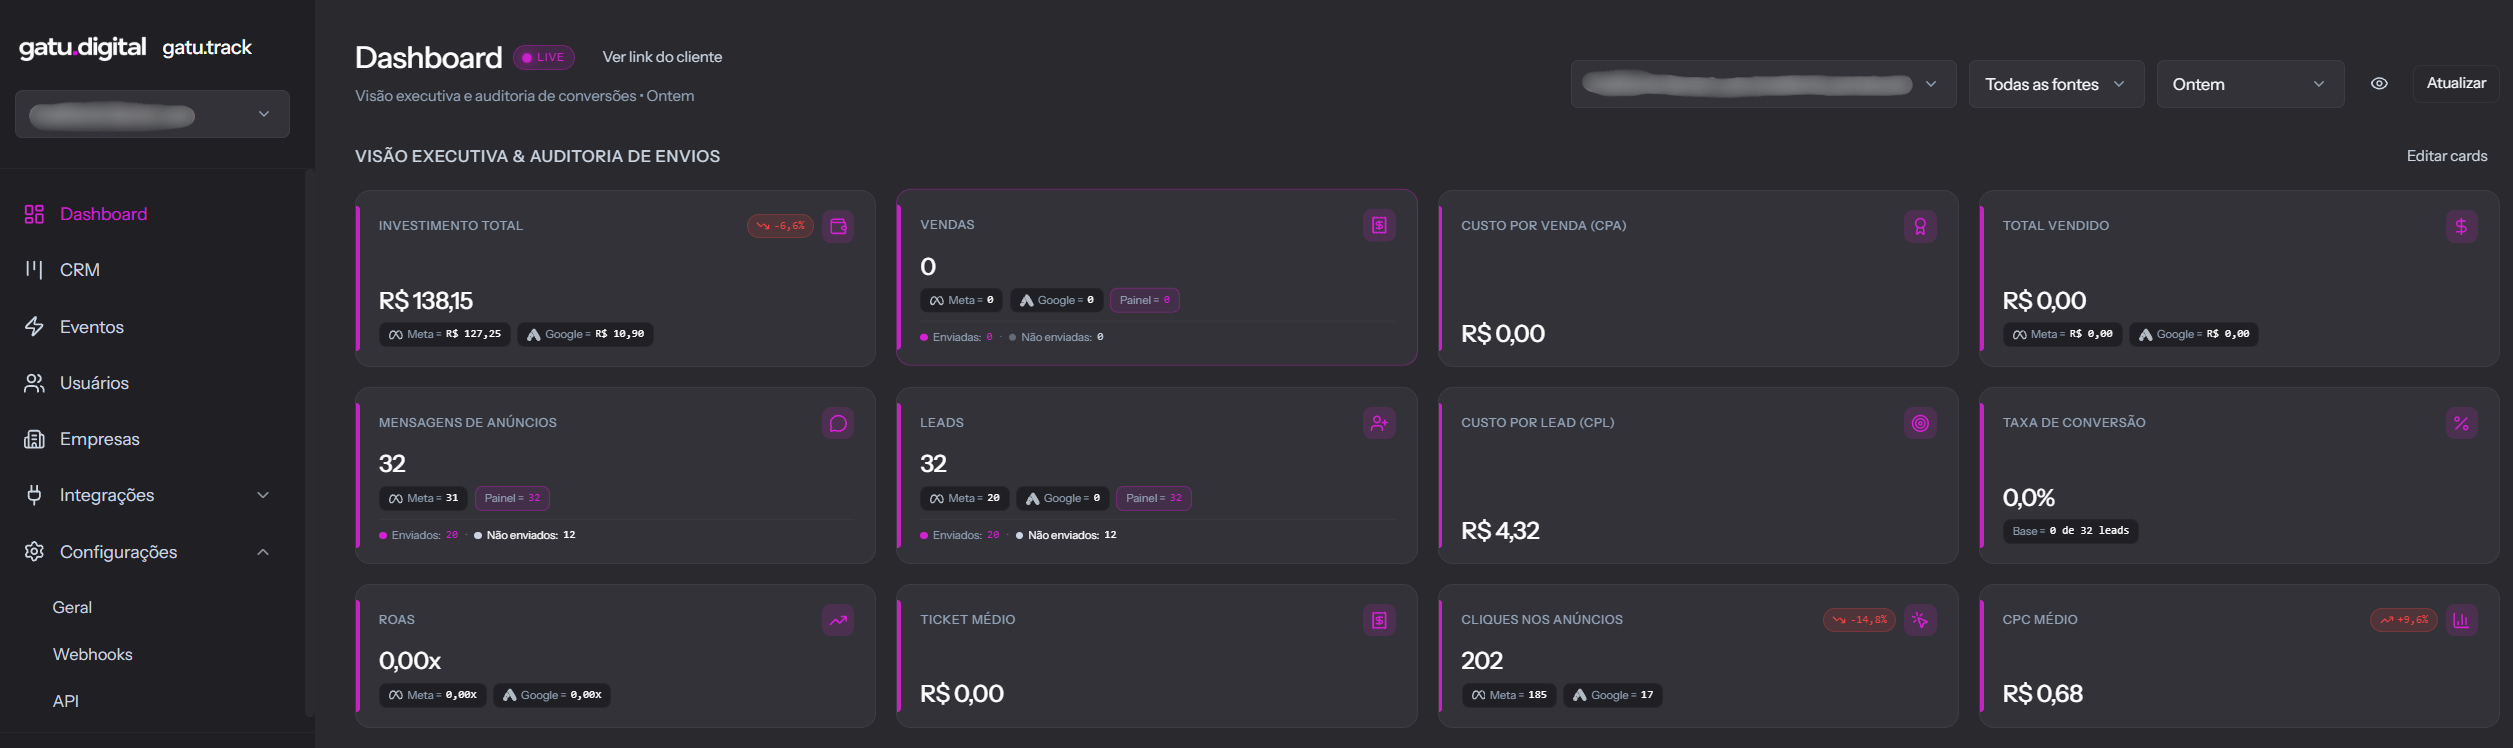 gatu.digital gatu.track
Dashboard
CRM
Eventos
Usuários
Empresas
Integrações
Configurações
Geral
Webhooks
API
Dashboard LIVE Ver link do cliente
Visão executiva e auditoria de conversões • Ontem
Todas as fontes
Ontem
Atualizar
VISÃO EXECUTIVA & AUDITORIA DE ENVIOS
Editar cards
INVESTIMENTO TOTAL -6,6%
R$ 138,15
Meta = R$ 127,25 Google = R$ 10,90
VENDAS
0
Meta = 0 Google = 0 Painel = 0
Enviadas: 0 · Não enviadas: 0
CUSTO POR VENDA (CPA)
R$ 0,00
TOTAL VENDIDO
R$ 0,00
Meta = R$ 0,00 Google = R$ 0,00
MENSAGENS DE ANÚNCIOS
32
Meta = 31 Painel = 32
Enviados: 20 · Não enviados: 12
LEADS
32
Meta = 20 Google = 0 Painel = 32
Enviados: 20 · Não enviados: 12
CUSTO POR LEAD (CPL)
R$ 4,32
TAXA DE CONVERSÃO
0,0%
Base = 0 de 32 leads
ROAS
0,00x
Meta = 0,00x Google = 0,00x
TICKET MÉDIO
R$ 0,00
CLIQUES NOS ANÚNCIOS -14,8%
202
Meta = 185 Google = 17
CPC MÉDIO +9,6%
R$ 0,68